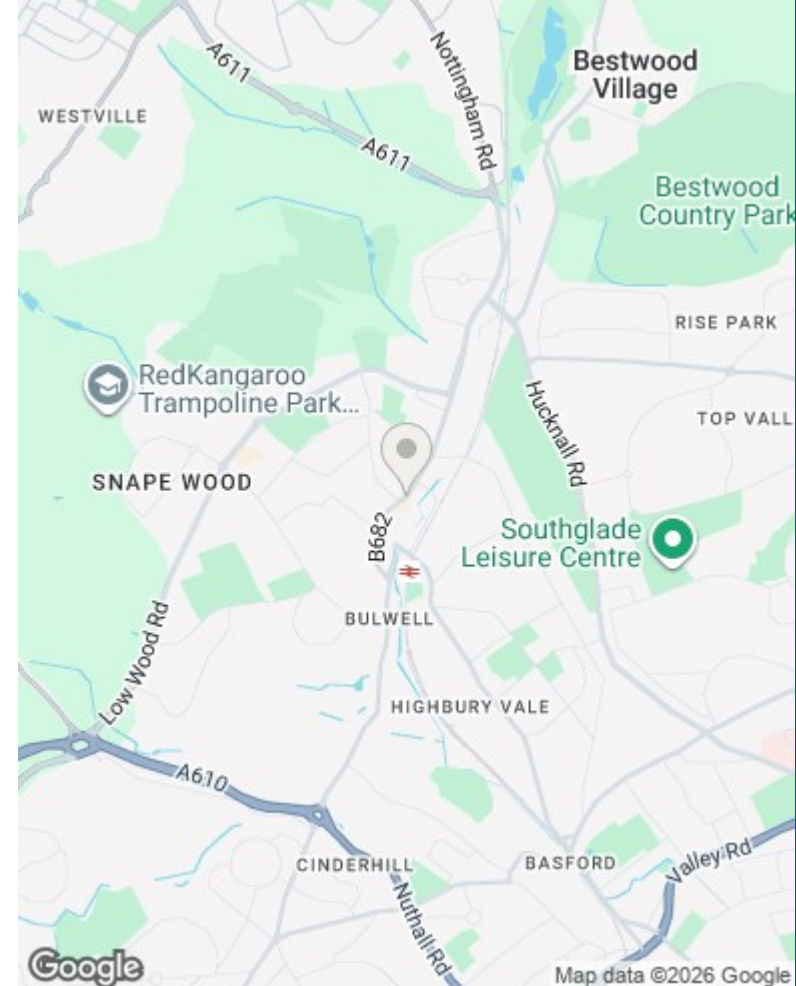 A611
Nottingham Rd
Bestwood
Village
WESTVILLE
A611
Bestwood
Country Park
RISE PARK
RedKangaroo
Trampoline Park...
Hucknall Rd
TOP VALL
SNAPE WOOD
B682
Southglade
Leisure Centre
BULWELL
Low Wood Rd
HIGHBURY VALE
A610
CINDERHILL
BASFORD
Valley Rd
Nuthall Rd
Google
Map data ©2026 Google